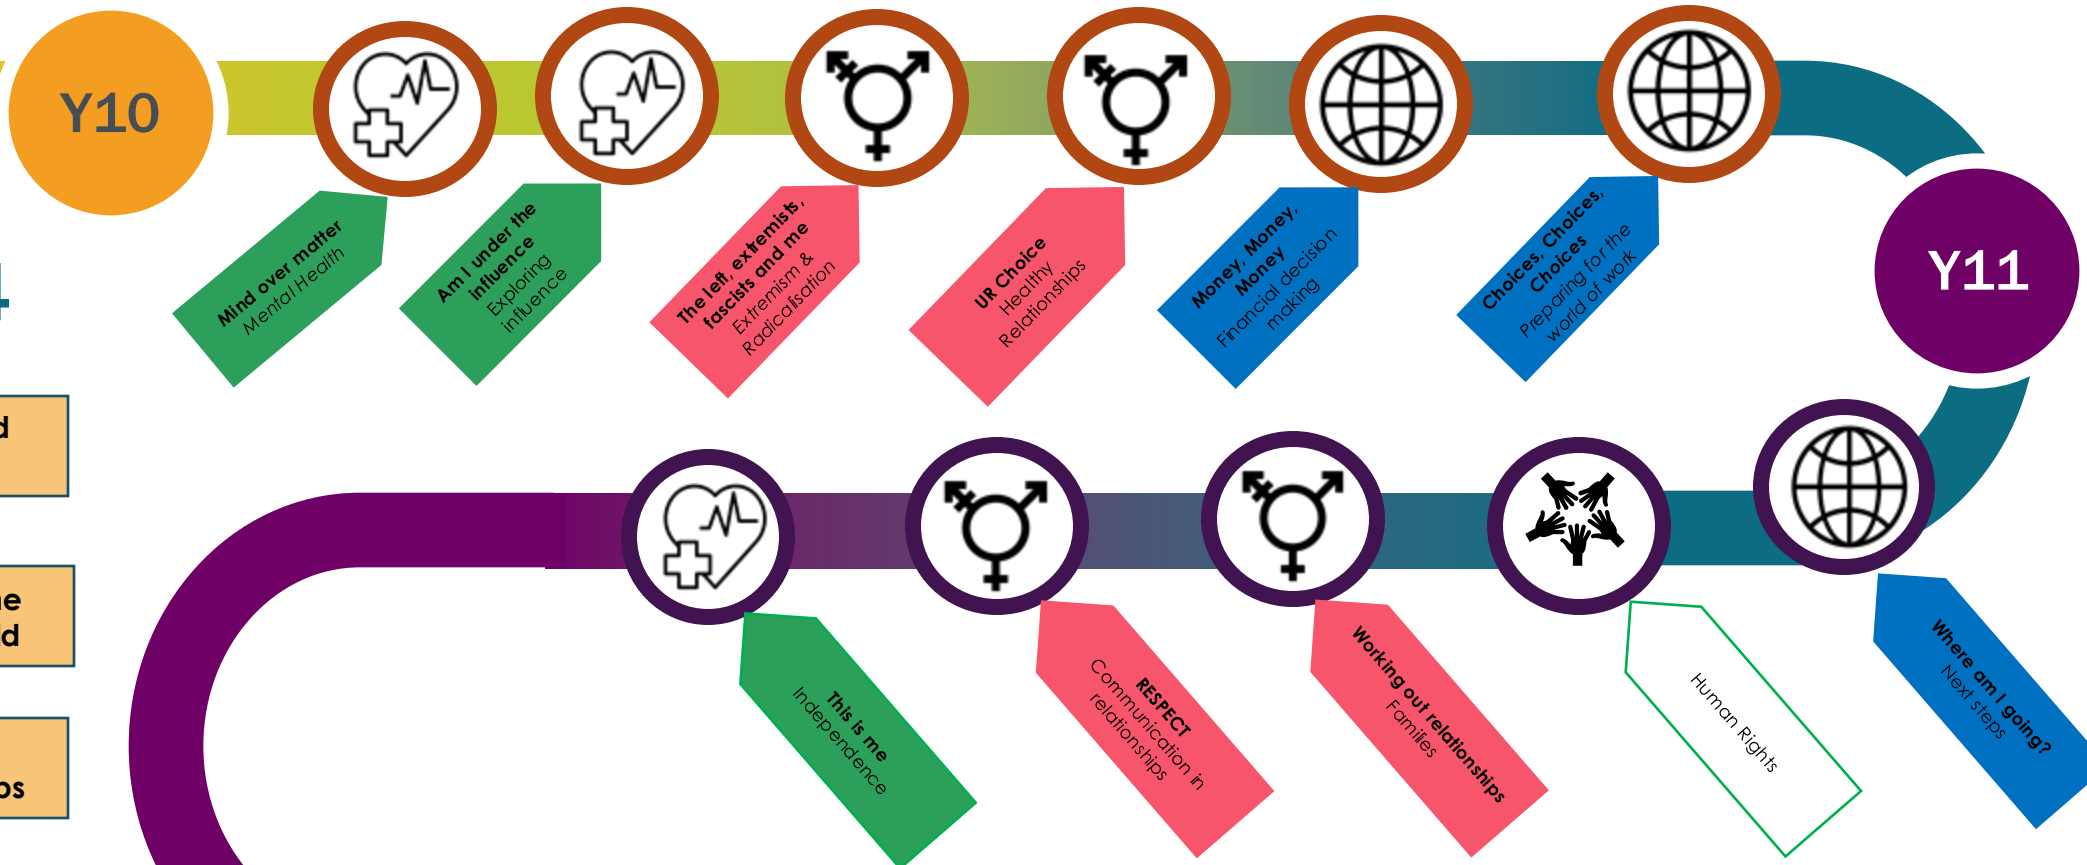 Y10
Mind over matter
Mental Health
Am I under the
influence
Exploring
influence
The left, extremists,
fascists and me
Extremism &
Radicalisation
UR Choice
Healthy
Relationships
Money, Money,
Money
Financial decision
making
Choices, Choices,
Choices
Preparing for the
world of work
Y11
Where am I going?
Next steps
Human Rights
Working out relationships
Families
RESPECT
Communication in
relationships
This is me
Independence